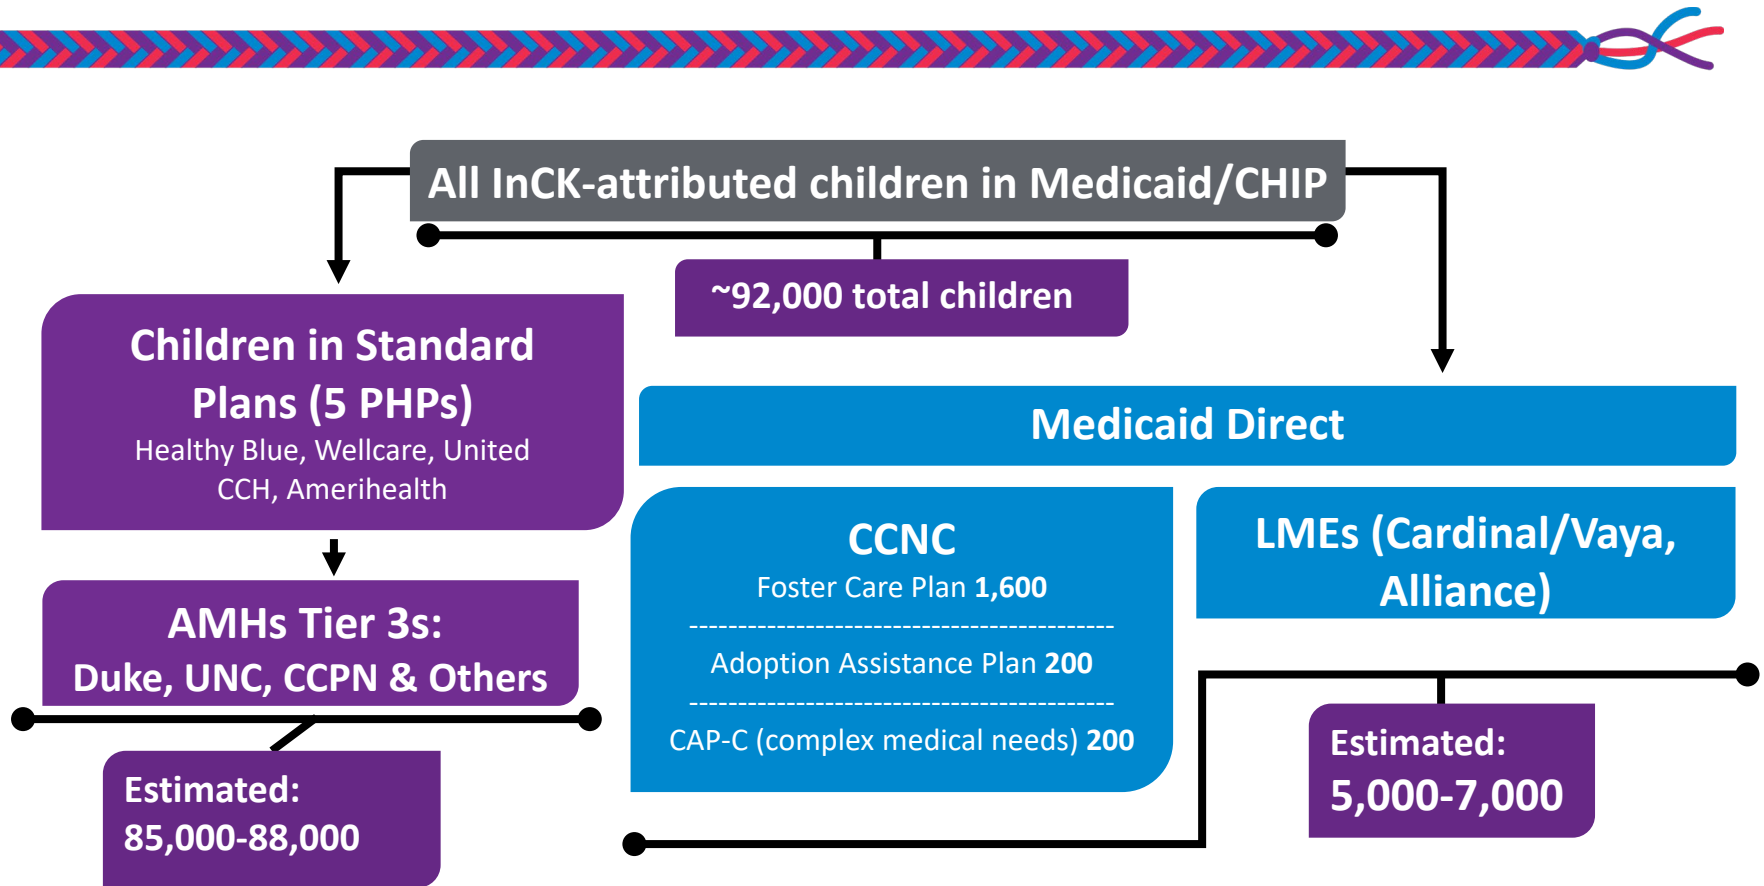 All InCK-attributed children in Medicaid/CHIP
~92,000 total children
Children in Standard
Plans (5 PHPs)
Healthy Blue, Wellcare, United
CCH, Amerihealth
AMHs Tier 3s:
Duke, UNC, CCPN & Others
Estimated:
85,000-88,000
Medicaid Direct
CCNC
Foster Care Plan 1,600
-------------------------------------------
Adoption Assistance Plan 200
-------------------------------------------
CAP-C (complex medical needs) 200
LMEs (Cardinal/Vaya,
Alliance)
Estimated:
5,000-7,000